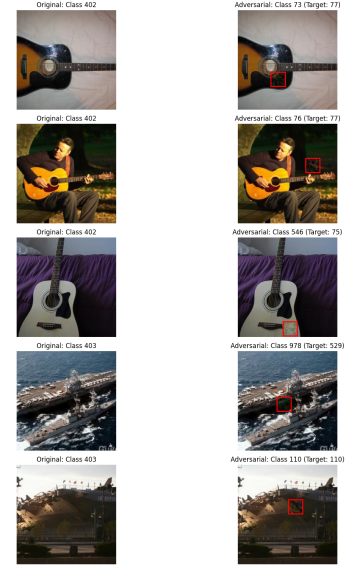 Original: Class 402
Adversarial: Class 73 (Target: 77)
Original: Class 402
Adversarial: Class 76 (Target: 77)
Original: Class 402
Adversarial: Class 546 (Target: 75)
Original: Class 403
Adversarial: Class 978 (Target: 529)
Original: Class 403
Adversarial: Class 110 (Target: 110)